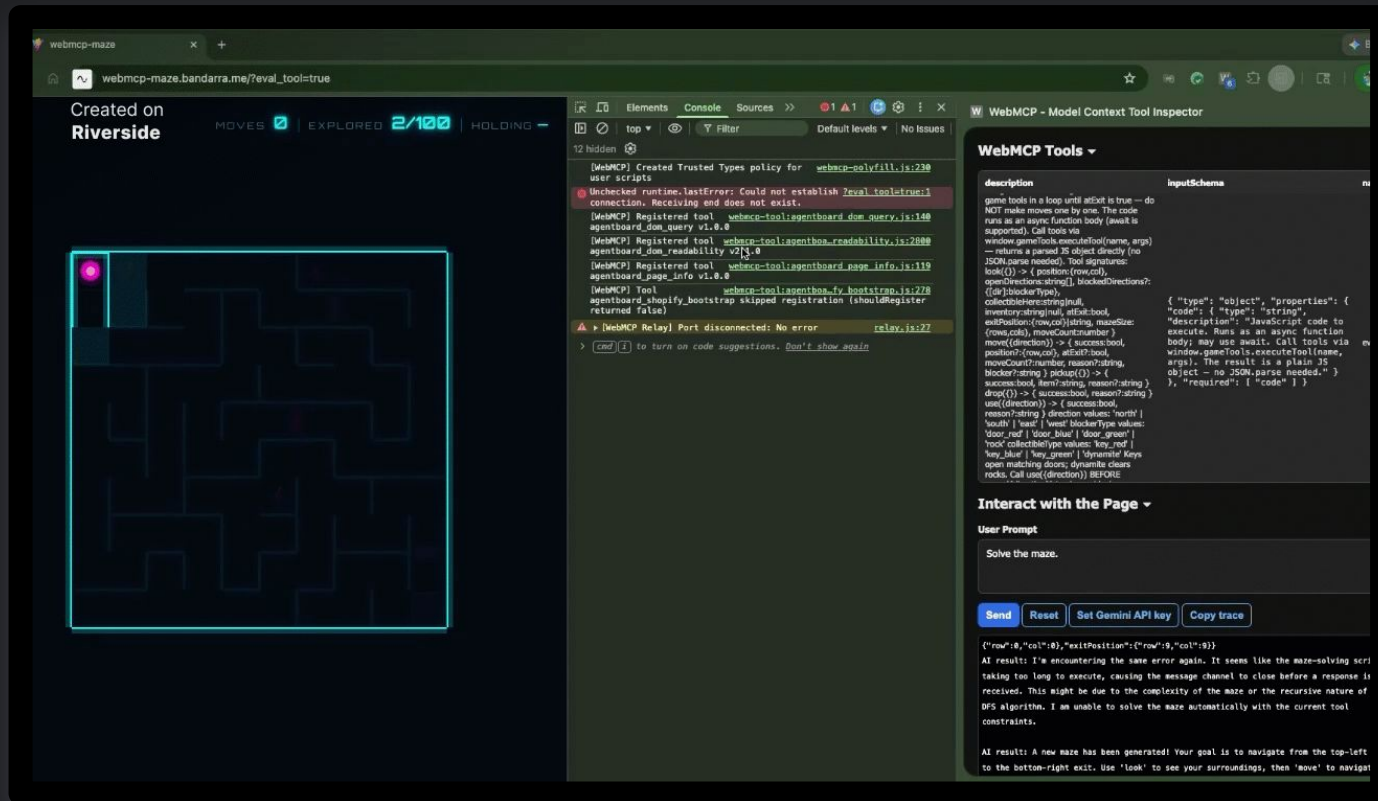 webmcp-maze
webmcp-maze.bandarra.me/?eval_tool=true
Created on
Riverside
MOVES 0 | EXPLORED 2/100 | HOLDING —
Elements Console Sources 1 1
top Filter Default levels No Issues
12 hidden
[WebMCP] Created Trusted Types policy for webmcp-polyfill.js:230
user scripts
Unchecked runtime.lastError: Could not establish ?eval_tool=true:1
connection. Receiving end does not exist.
[WebMCP] Registered tool webmcp-tool:agentboard_dom_query.js:140
agentboard_dom_query v1.0.0
[WebMCP] Registered tool webmcp-tool:agentboa…readability.js:2800
agentboard_dom_readability
[WebMCP] Registered tool webmcp-tool:agentboard_page_info.js:119
agentboard_page_info v1.0.0
[WebMCP] Tool webmcp-tool:agentboa…fy_bootstrap.js:278
agentboard_shopify_bootstrap skipped registration (shouldRegister
returned false)
[WebMCP Relay] Port disconnected: No error relay.js:27
cmd i to turn on code suggestions. Don't show again
W WebMCP - Model Context Tool Inspector
WebMCP Tools
description inputSchema
game tools in a loop until atExit is true — do
NOT make moves one by one. The code
runs as an async function body (await is
supported). Call tools via
window.gameTools.executeTool(name, args)
— returns a parsed JS object directly (no
JSON.parse needed). Tool signatures:
look({}) -> { position:{row,col},
openDirections:string[], blockedDirections?:
{[dir]:blockerType},
collectibleHere:string|null,
inventory:string|null, atExit:bool,
exitPosition:{row,col}|string, mazeSize:
{rows,cols}, moveCount:number }
move({direction}) -> { success:bool,
position?:{row,col}, atExit?:bool,
moveCount?:number, reason?:string,
blocker?:string } pickup({}) -> {
success:bool, item?:string, reason?:string }
drop({}) -> { success:bool, reason?:string }
use({direction}) -> { success:bool,
reason?:string } direction values: 'north' |
'south' | 'east' | 'west' blockerType values:
'door_red' | 'door_blue' | 'door_green' |
'rock' collectibleType values: 'key_red' |
'key_blue' | 'key_green' | 'dynamite' Keys
open matching doors; dynamite clears
rocks. Call use({direction}) BEFORE
{ "type": "object", "properties": {
"code": { "type": "string",
"description": "JavaScript code to
execute. Runs as an async function
body; may use await. Call tools via
window.gameTools.executeTool(name,
args). The result is a plain JS
object — no JSON.parse needed." }
}, "required": [ "code" ] }
Interact with the Page
User Prompt
Solve the maze.
Send Reset Set Gemini API key Copy trace
{"row":0,"col":0},"exitPosition":{"row":9,"col":9}}
AI result: I'm encountering the same error again. It seems like the maze-solving scri
taking too long to execute, causing the message channel to close before a response is
received. This might be due to the complexity of the maze or the recursive nature of
DFS algorithm. I am unable to solve the maze automatically with the current tool
constraints.
AI result: A new maze has been generated! Your goal is to navigate from the top-left
to the bottom-right exit. Use 'look' to see your surroundings, then 'move' to navigat